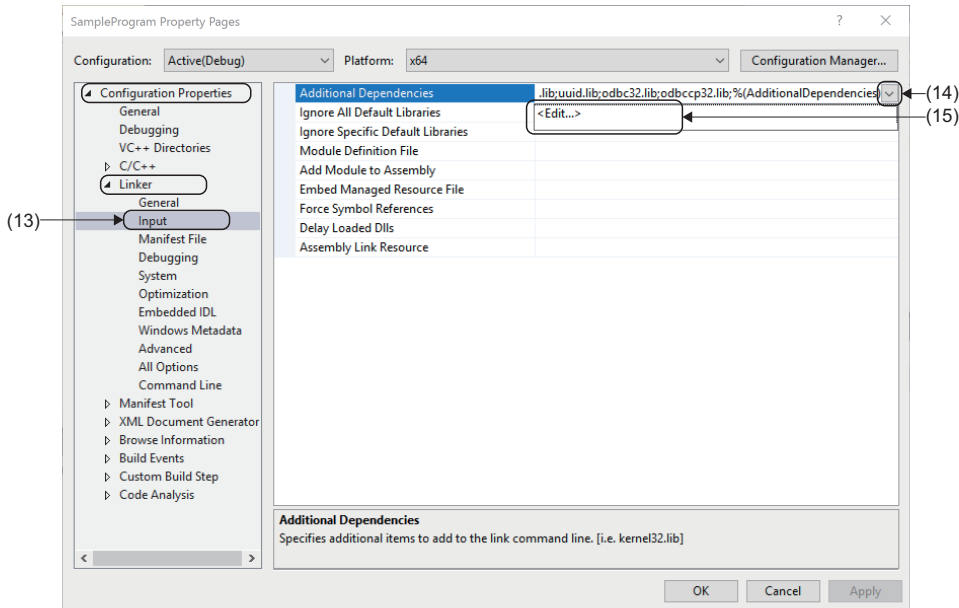 SampleProgram Property Pages
? ×
Configuration: Active(Debug) Platform: x64 Configuration Manager...
Configuration Properties
General
Debugging
VC++ Directories
C/C++
Linker
General
(13) Input
Manifest File
Debugging
System
Optimization
Embedded IDL
Windows Metadata
Advanced
All Options
Command Line
Manifest Tool
XML Document Generator
Browse Information
Build Events
Custom Build Step
Code Analysis
Additional Dependencies .lib;uuid.lib;odbc32.lib;odbccp32.lib;%(AdditionalDependencies) (14)
Ignore All Default Libraries <Edit...> (15)
Ignore Specific Default Libraries
Module Definition File
Add Module to Assembly
Embed Managed Resource File
Force Symbol References
Delay Loaded Dlls
Assembly Link Resource
Additional Dependencies
Specifies additional items to add to the link command line. [i.e. kernel32.lib]
OK Cancel Apply